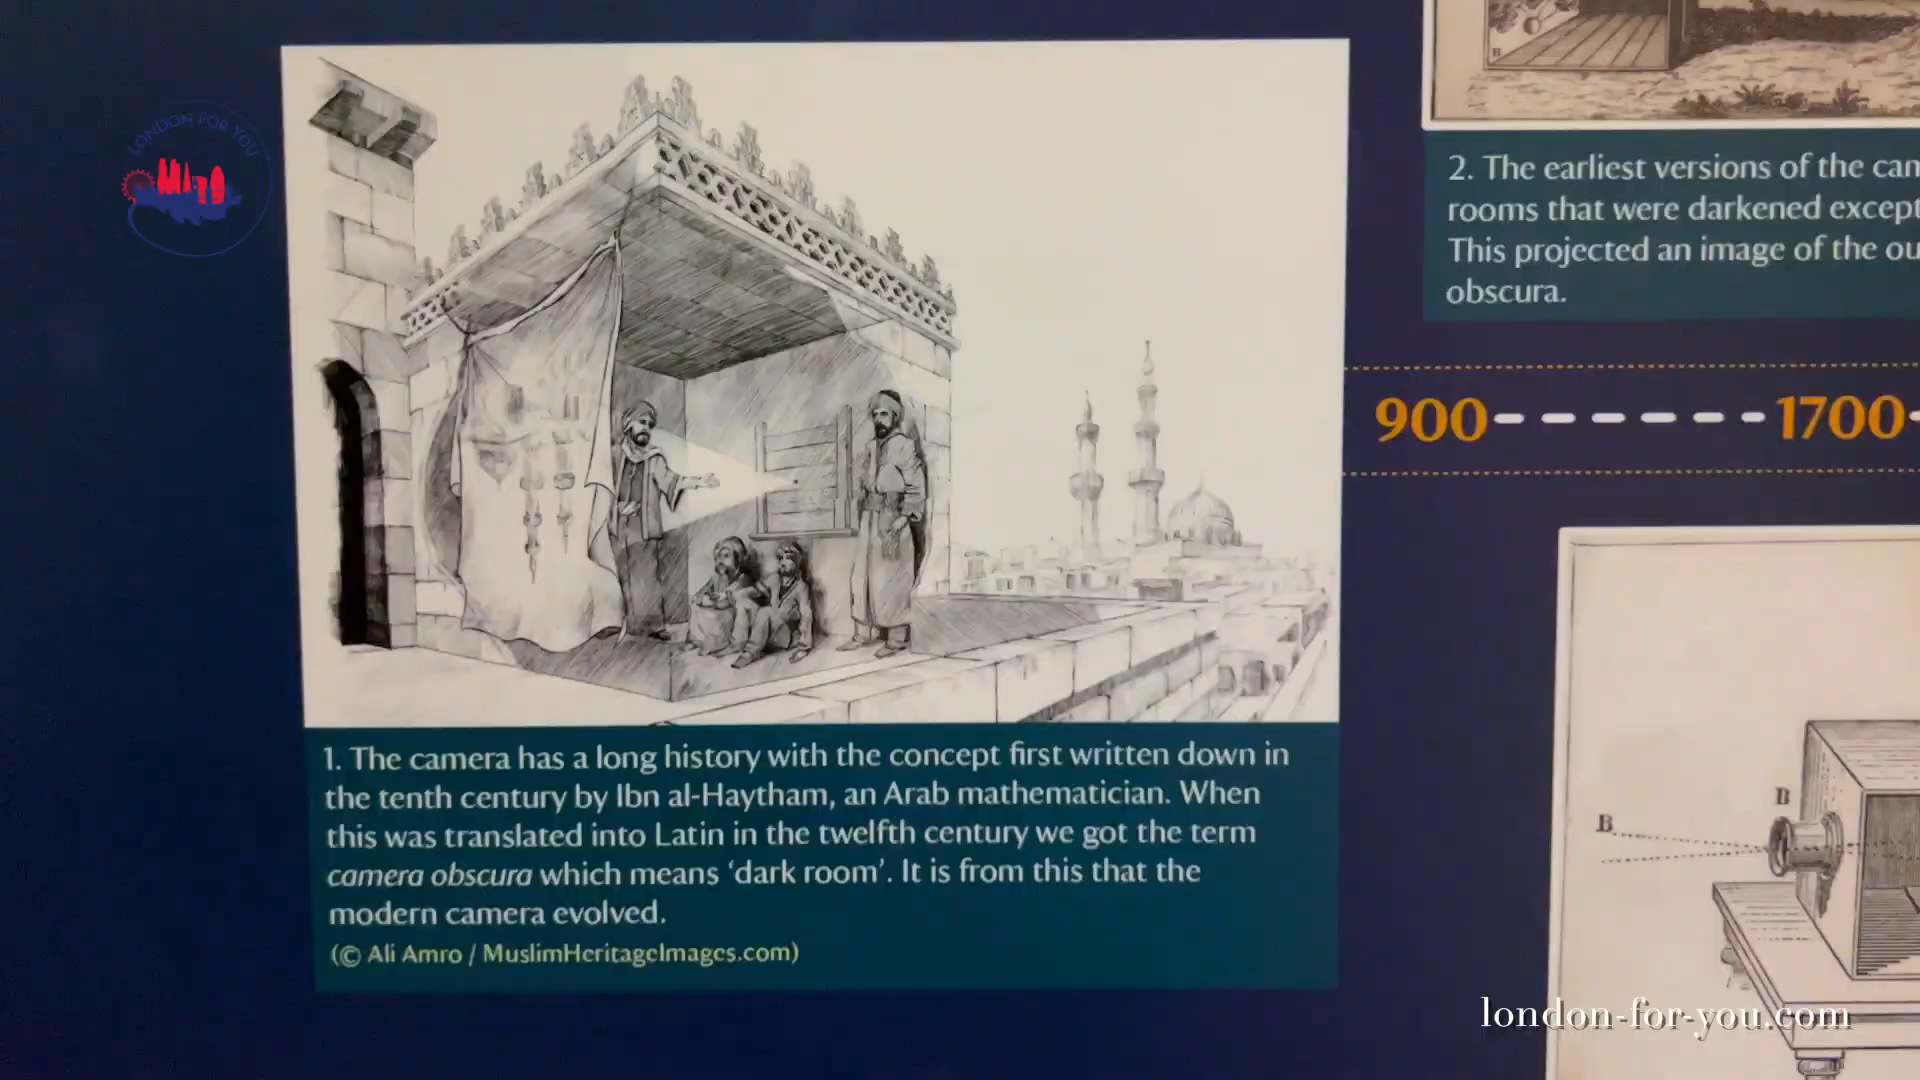 LONDON FOR YOU
1. The camera has a long history with the concept first written down in
the tenth century by Ibn al-Haytham, an Arab mathematician. When
this was translated into Latin in the twelfth century we got the term
camera obscura which means ‘dark room’. It is from this that the
modern camera evolved.
(© Ali Amro / MuslimHeritageImages.com)
2. The earliest versions of the
rooms that were darkened except
This projected an image of the
obscura.
900 1700
B
B
london-for-you.com